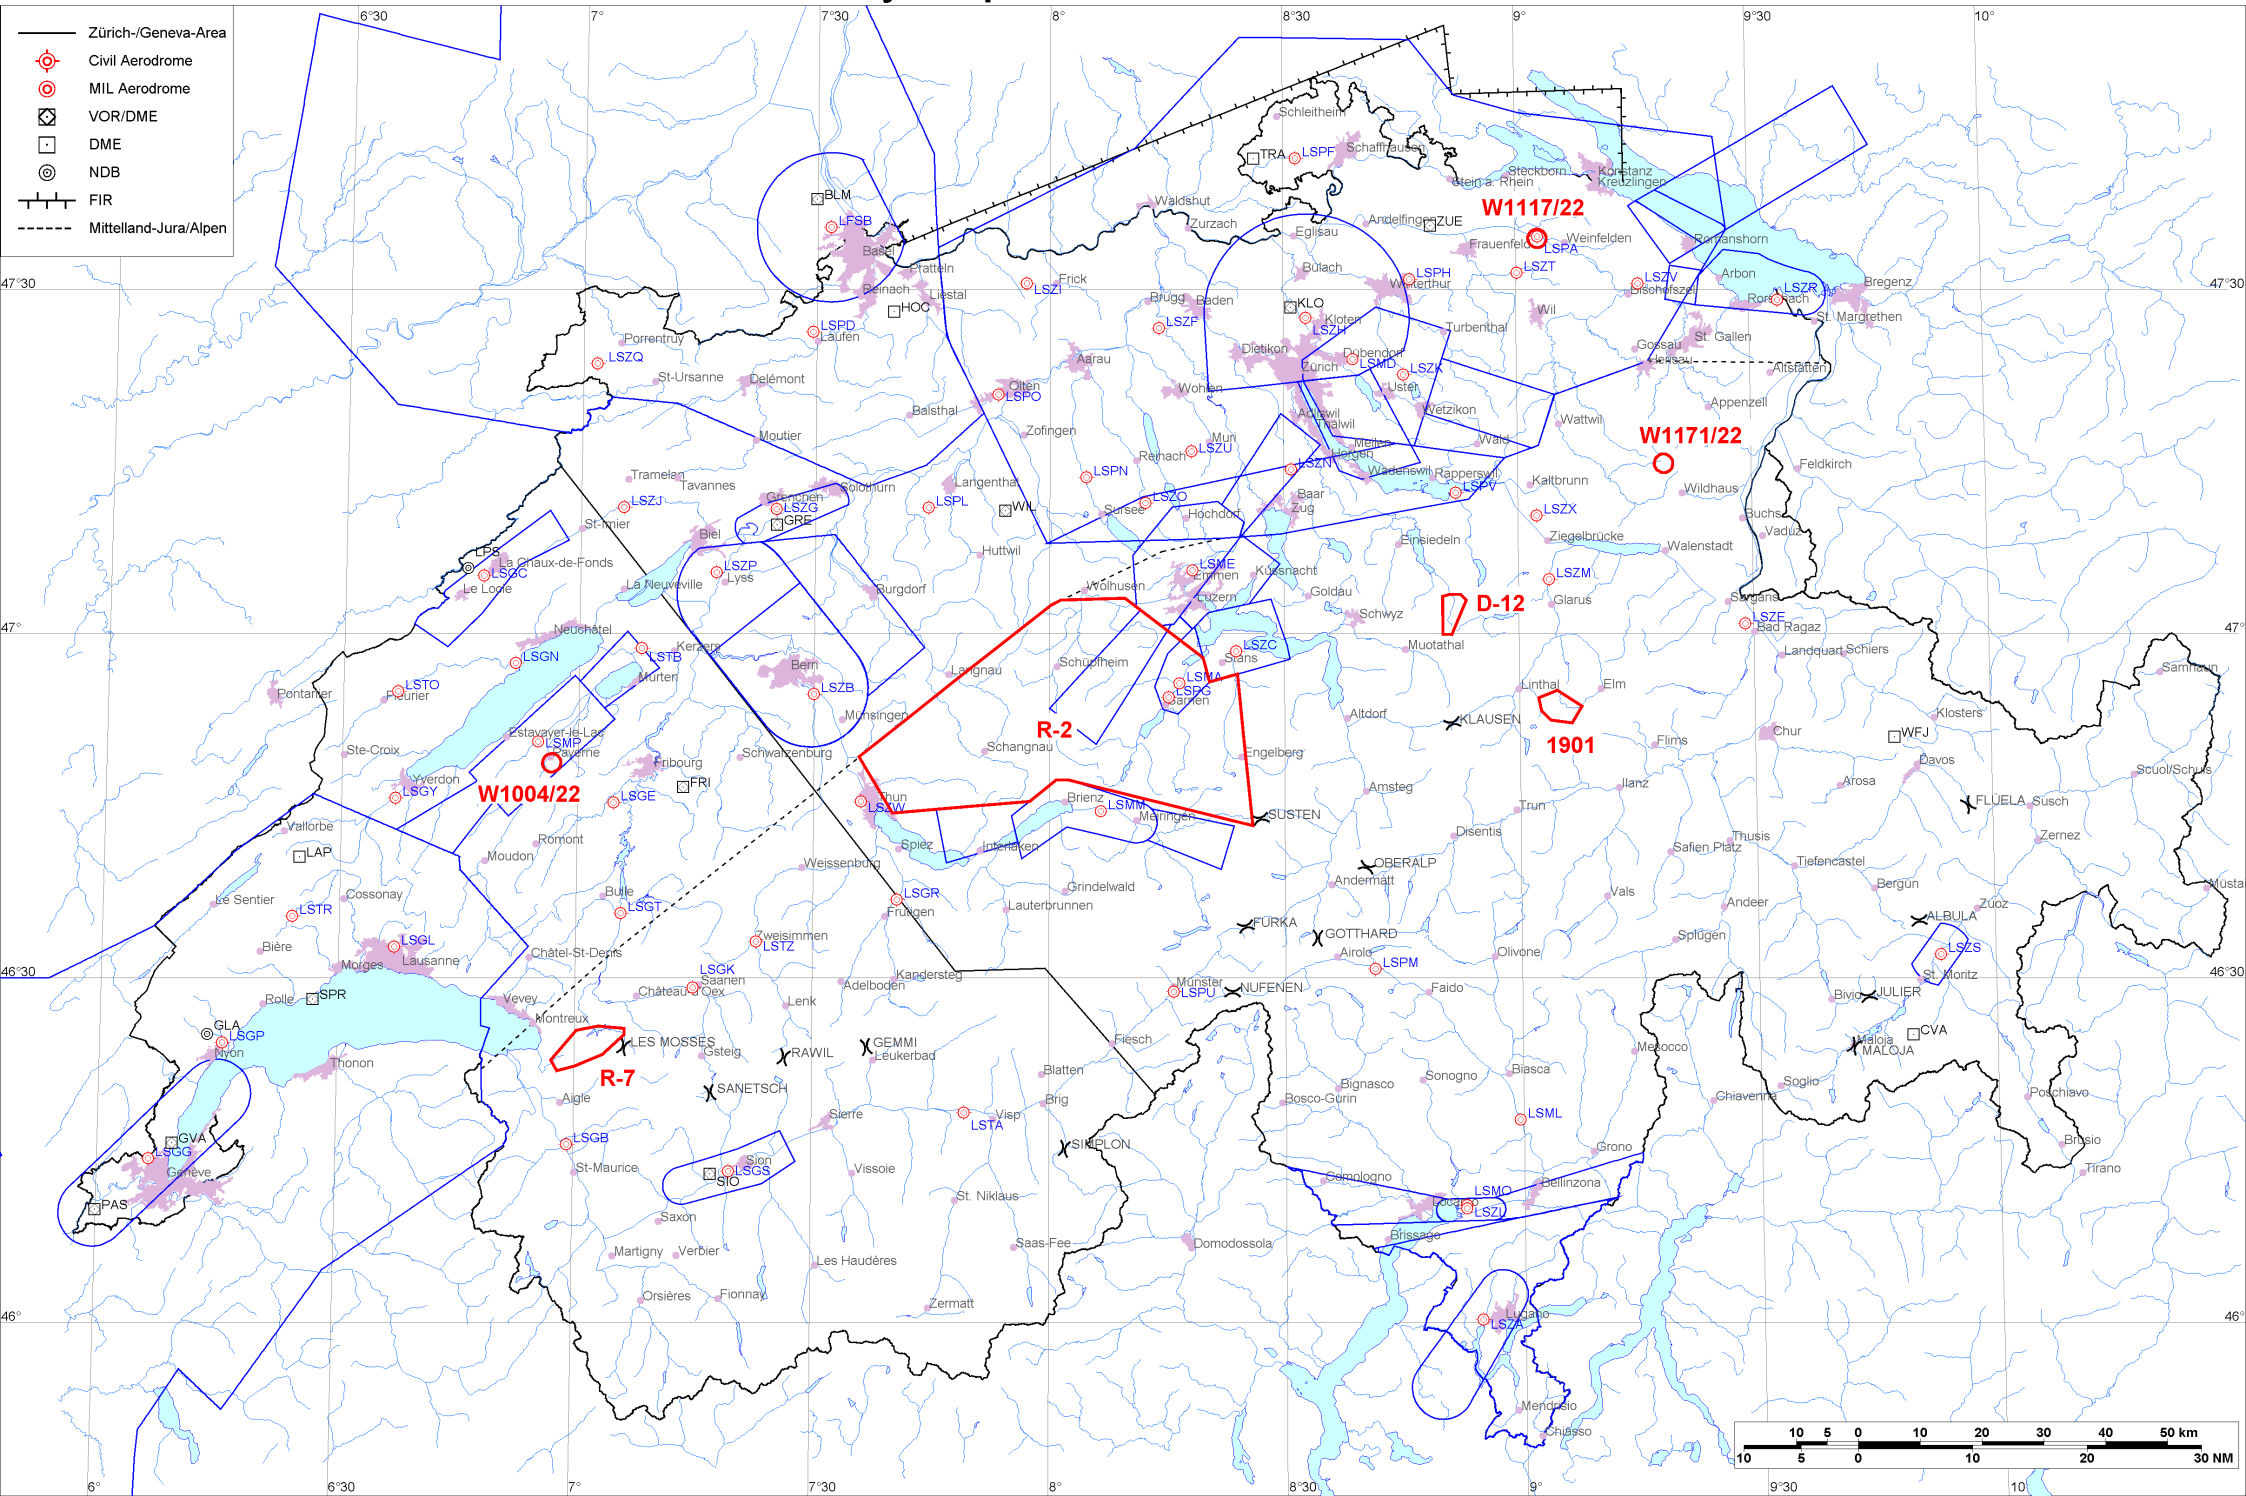 6°30
7°
7°30
8°
8°30
9°
9°30
10°
Zürich-/Geneva-Area
Civil Aerodrome
MIL Aerodrome
VOR/DME
DME
NDB
FIR
Mittelland-Jura/Alpen
Schleitheim
TRA
LSPF
Schaffhausen
Steckborn
Konstanz
Stein a. Rhein
Kreuzlingen
BLM
Waldshut
W1117/22
LFSB
Zurzach
Eglisau
Andelfingen
ZUE
Weinfelden
Romanshorn
Basel
Frauenfeld
LSPA
Pratteln
Bülach
LSPH
LSZT
Arbon
47°30
Reinach
Liestal
LSZI
Frick
Winterthur
LSZV
Bischofszell
LSZR
Rorschach
Bregenz
47°30
HOC
Brugg
Baden
KLO
Kloten
Wil
St. Margrethen
LSPD
Laufen
LSZF
LSZH
Turbenthal
St. Gallen
Porrentruy
LSZQ
Aarau
Dietikon
Dübendorf
LSMD
Gossau
Herisau
Zürich
LSZK
Altstätten
St-Ursanne
Delémont
Olten
LSPO
Wohlen
Uster
Wetzikon
Appenzell
Balsthal
Adliswil
Thalwil
Wattwil
Moutier
Zofingen
Muri
LSZU
Meilen
Wald
W1171/22
Reinach
Horgen
LSZN
Wädenswil
Rapperswil
Feldkirch
Tramelan
Tavannes
LSPN
Kaltbrunn
Wildhaus
Solothurn
Langenthal
LSPV
Grenchen
LSZJ
LSZG
LSPL
WIL
LSZO
Baar
Zug
LSZX
Buchs
St-Imier
GRE
Sursee
Hochdorf
Vaduz
Biel
Einsiedeln
Ziegelbrücke
Walenstadt
LPS
La Chaux-de-Fonds
Huttwil
LSGC
LSZP
Lyss
LSME
Emmen
Küssnacht
LSZM
Le Locle
La Neuveville
Burgdorf
Wolhusen
Luzern
Goldau
D-12
Glarus
Sargans
Schwyz
LSZE
Bad Ragaz
47°
Neuchâtel
Kerzers
LSZC
Muotathal
47°
LSGN
LSTB
Bern
Langnau
Schüpfheim
Stans
Landquart
Schiers
Samnaun
LSTO
Fleurier
Murten
LSZB
LSMA
LSPG
Sarnen
Linthal
Elm
Pontarlier
Münsingen
Altdorf
KLAUSEN
Klosters
Estavayer-le-Lac
R-2
Chur
WFJ
Ste-Croix
LSMP
Payerne
Schwarzenburg
Schangnau
Engelberg
1901
Flims
Davos
Fribourg
Yverdon
LSGY
W1004/22
FRI
LSGE
Thun
LSZW
Brienz
LSMM
Meiringen
Amsteg
Ilanz
Arosa
Scuol/Schuls
Trun
FLÜELA
Susch
SUSTEN
Vallorbe
LAP
Romont
Moudon
Spiez
Interlaken
Disentis
Safien Platz
Thusis
Zernez
Weissenburg
OBERALP
Tiefencastel
Le Sentier
Cossonay
Bulle
LSGR
Grindelwald
Andermatt
Vals
Bergün
LSTR
LSGT
Frutigen
Lauterbrunnen
Andeer
Zuoz
FURKA
GOTTHARD
ALBULA
Bière
LSGL
Lausanne
Zweisimmen
LSTZ
Châtel-St-Denis
Airolo
Olivone
Splügen
LSZS
46°30
Morges
LSGK
Saanen
Adelboden
Kandersteg
Münster
LSPU
LSPM
St. Moritz
46°30
Rolle
SPR
Vevey
Château-d'Oex
Lenk
NUFENEN
Faido
Bivio
JULIER
GLA
LSGP
Nyon
Montreux
LES MOSSES
Gsteig
RAWIL
GEMMI
Leukerbad
Fiesch
Mesocco
CVA
Maloja
MALOJA
Thonon
R-7
Blatten
Bignasco
Sonogno
Biasca
Soglio
SANETSCH
Aigle
Brig
Bosco-Gurin
Chiavenna
Poschiavo
Sierre
LSTA
Visp
LSML
GVA
LSGG
Genève
LSGB
SIMPLON
Grono
Brusio
St-Maurice
Sion
LSGS
SIO
Vissoie
Comologno
Bellinzona
Tirano
PAS
St. Niklaus
LSMO
Locarno
LSZL
Saxon
Brissago
Martigny
Verbier
Les Haudères
Saas-Fee
Domodossola
Orsières
Fionnay
Zermatt
46°
Lugano
LSZA
46°
Mendrisio
Chiasso
10 5 0 10 20 30 40 50 km
10 5 0 10 20 30 NM
6°
6°30
7°
7°30
8°
8°30
9°
9°30
10